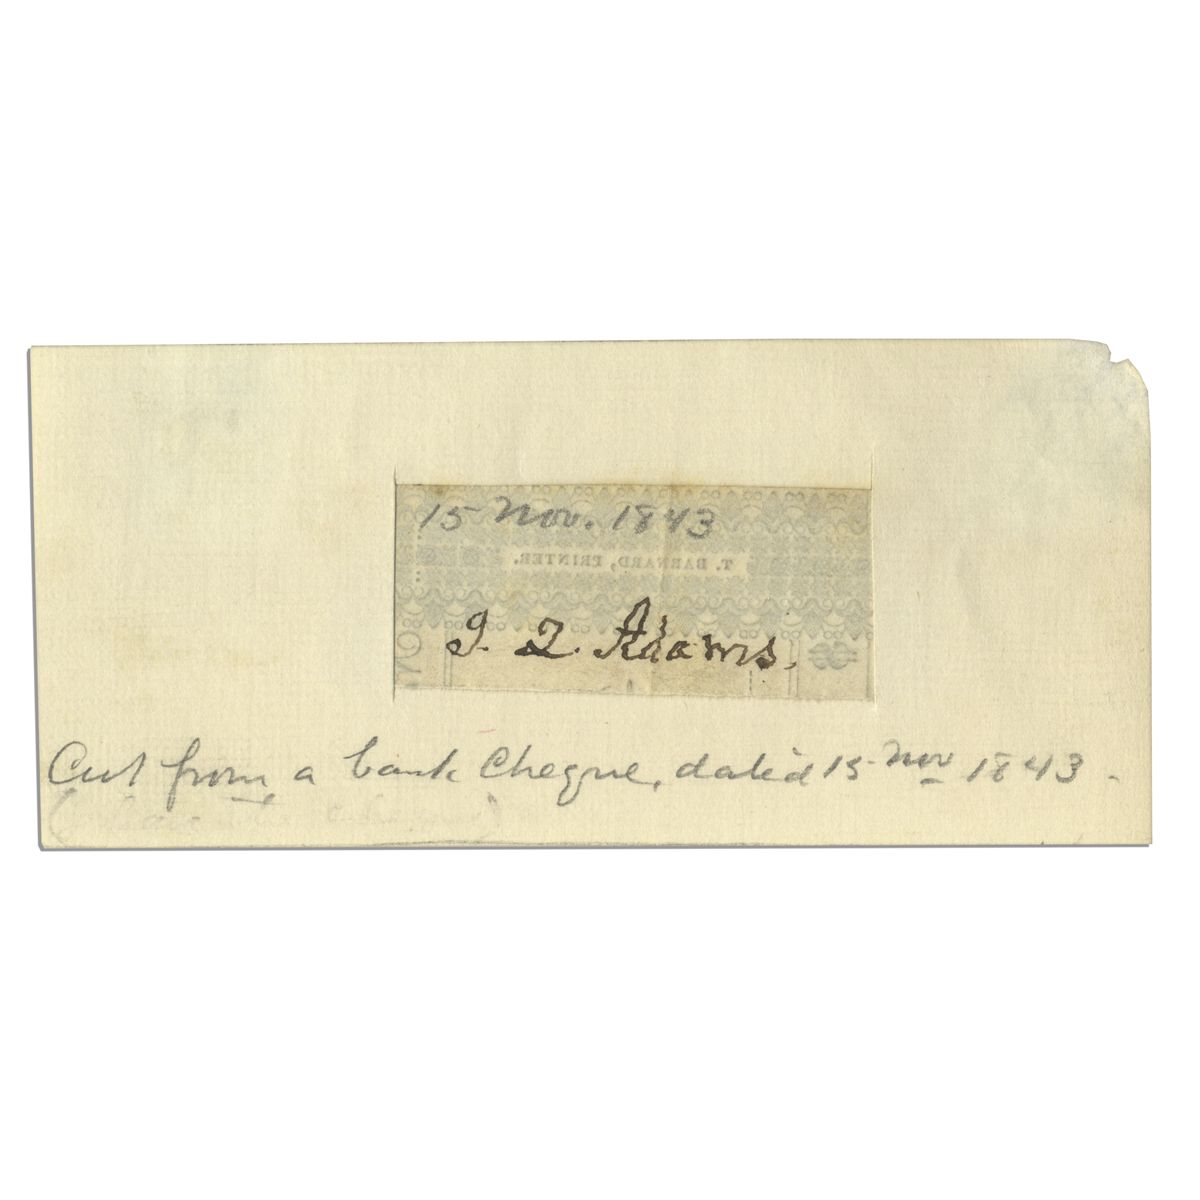 15 Nov. 1843
T. BARNARD, PRINTER.
J. Q. Adams.
Cut from a bank Cheque, dated 15 Nov 1843.